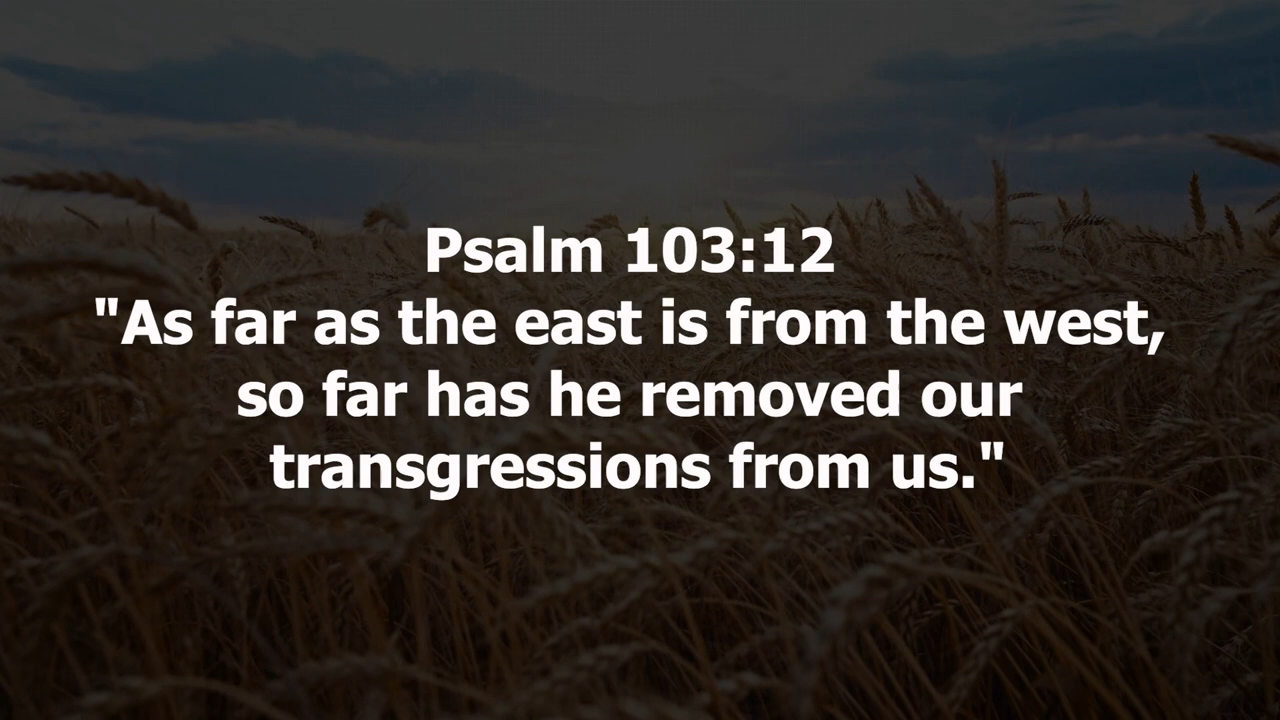 Psalm 103:12
"As far as the east is from the west,
so far has he removed our
transgressions from us."